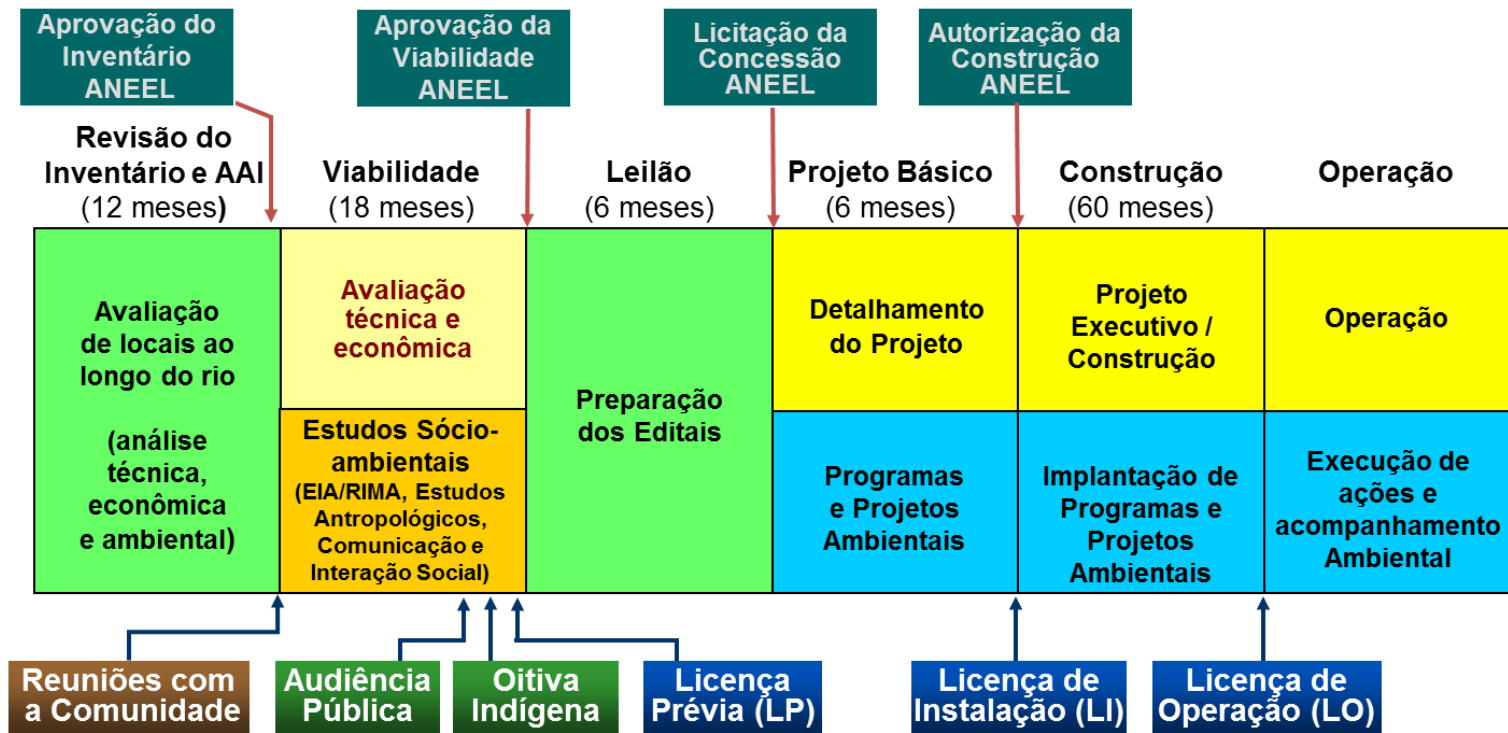 Aprovação do
Inventário
ANEEL
Aprovação da
Viabilidade
ANEEL
Licitação da
Concessão
ANEEL
Autorização da
Construção
ANEEL
Revisão do
Inventário e AAI
(12 meses)
Viabilidade
(18 meses)
Leilão
(6 meses)
Projeto Básico
(6 meses)
Construção
(60 meses)
Operação
Avaliação
de locais ao
longo do rio
(análise
técnica,
econômica
e ambiental)
Avaliação
técnica e
econômica
Estudos Sócio-
ambientais
(EIA/RIMA, Estudos
Antropológicos,
Comunicação e
Interação Social)
Preparação
dos Editais
Detalhamento
do Projeto
Programas
e Projetos
Ambientais
Projeto
Executivo /
Construção
Implantação de
Programas e
Projetos
Ambientais
Operação
Execução de
ações e
acompanhamento
Ambiental
Reuniões com
a Comunidade
Audiência
Pública
Oitiva
Indígena
Licença
Prévia (LP)
Licença de
Instalação (LI)
Licença de
Operação (LO)